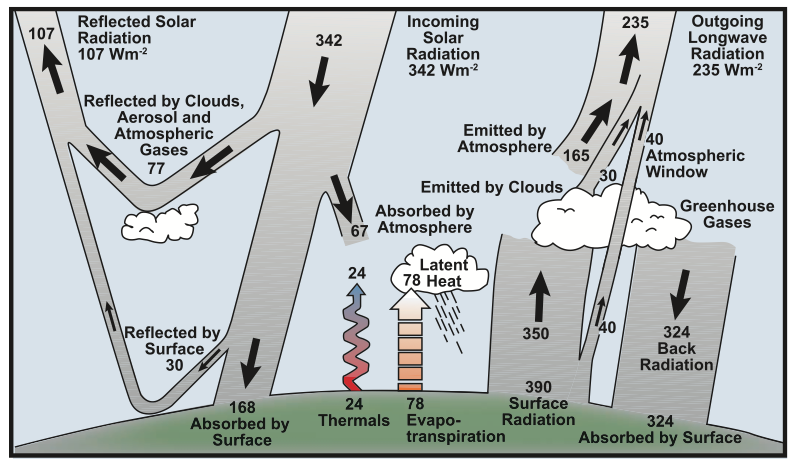 Reflected Solar
Radiation
107 Wm-2
107
Incoming
Solar
Radiation
342 Wm-2
342
235
Outgoing
Longwave
Radiation
235 Wm-2
Reflected by Clouds,
Aerosol and
Atmospheric
Gases
77
Emitted by
Atmosphere
165
40
Atmospheric
Window
30
Emitted by Clouds
Greenhouse
Gases
Absorbed by
Atmosphere
67
24
Latent
Heat
78
Reflected by
Surface
30
350
40
324
Back
Radiation
168
Absorbed by
Surface
24
Thermals
78
Evapo-
transpiration
390
Surface
Radiation
324
Absorbed by Surface